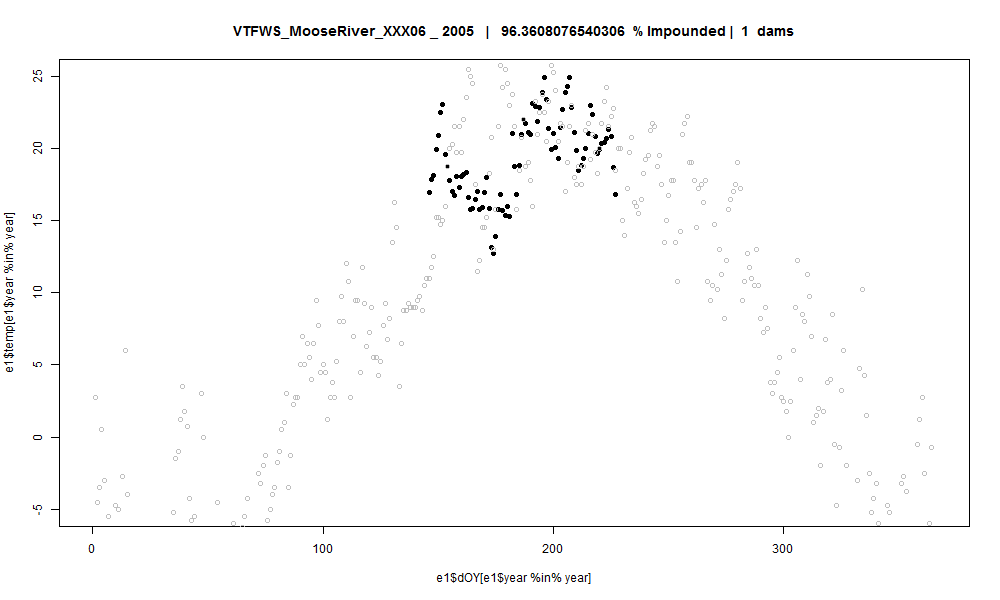 VTFWS_MooseRiver_XXX06 _ 2005 | 96.3608076540306 % Impounded | 1 dams
e1$temp[e1$year %in% year]
25
20
15
10
5
0
-5
0 100 200 300
e1$dOY[e1$year %in% year]